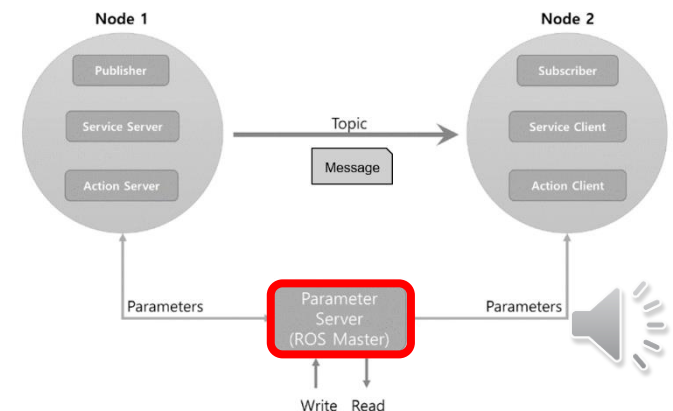 Node 1
Node 2
Publisher
Subscriber
Service Server
Topic
Service Client
Message
Action Server
Action Client
Parameters
Parameter
Server
(ROS Master)
Parameters
Write Read